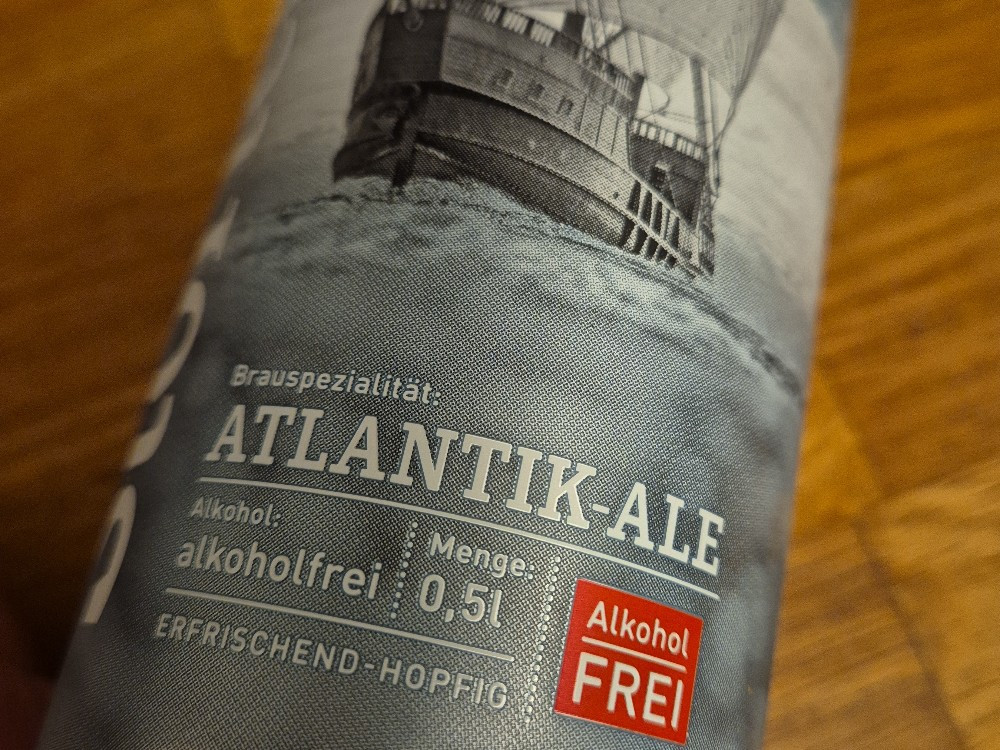 Brauspezialität:
ATLANTIK-ALE
Alkohol:
alkoholfrei
Menge:
0,5l
ERFRISCHEND-HOPFIG
Alkohol
FREI